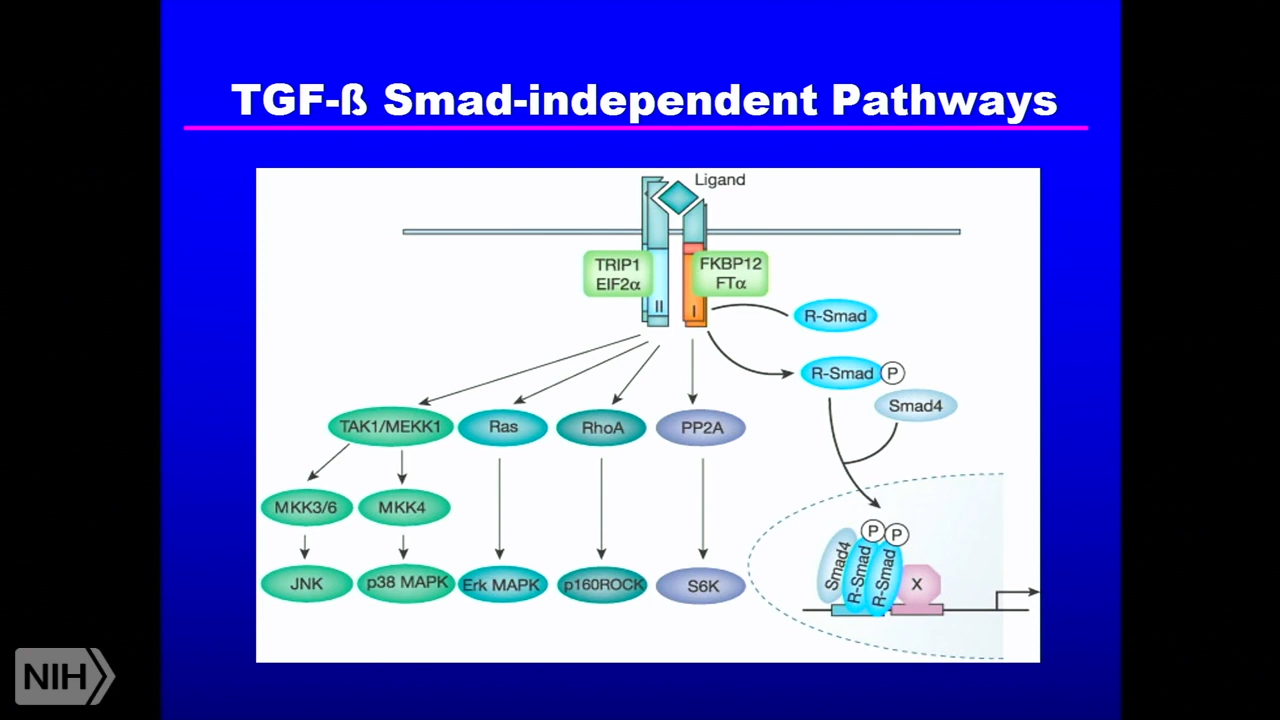 TGF-ß Smad-independent Pathways
Ligand
TRIP1
EIF2α
FKBP12
FTα
II
I
R-Smad
R-Smad
P
Smad4
TAK1/MEKK1
Ras
RhoA
PP2A
MKK3/6
MKK4
JNK
p38 MAPK
Erk MAPK
p160ROCK
S6K
P
P
Smad4
R-Smad
R-Smad
X
NIH